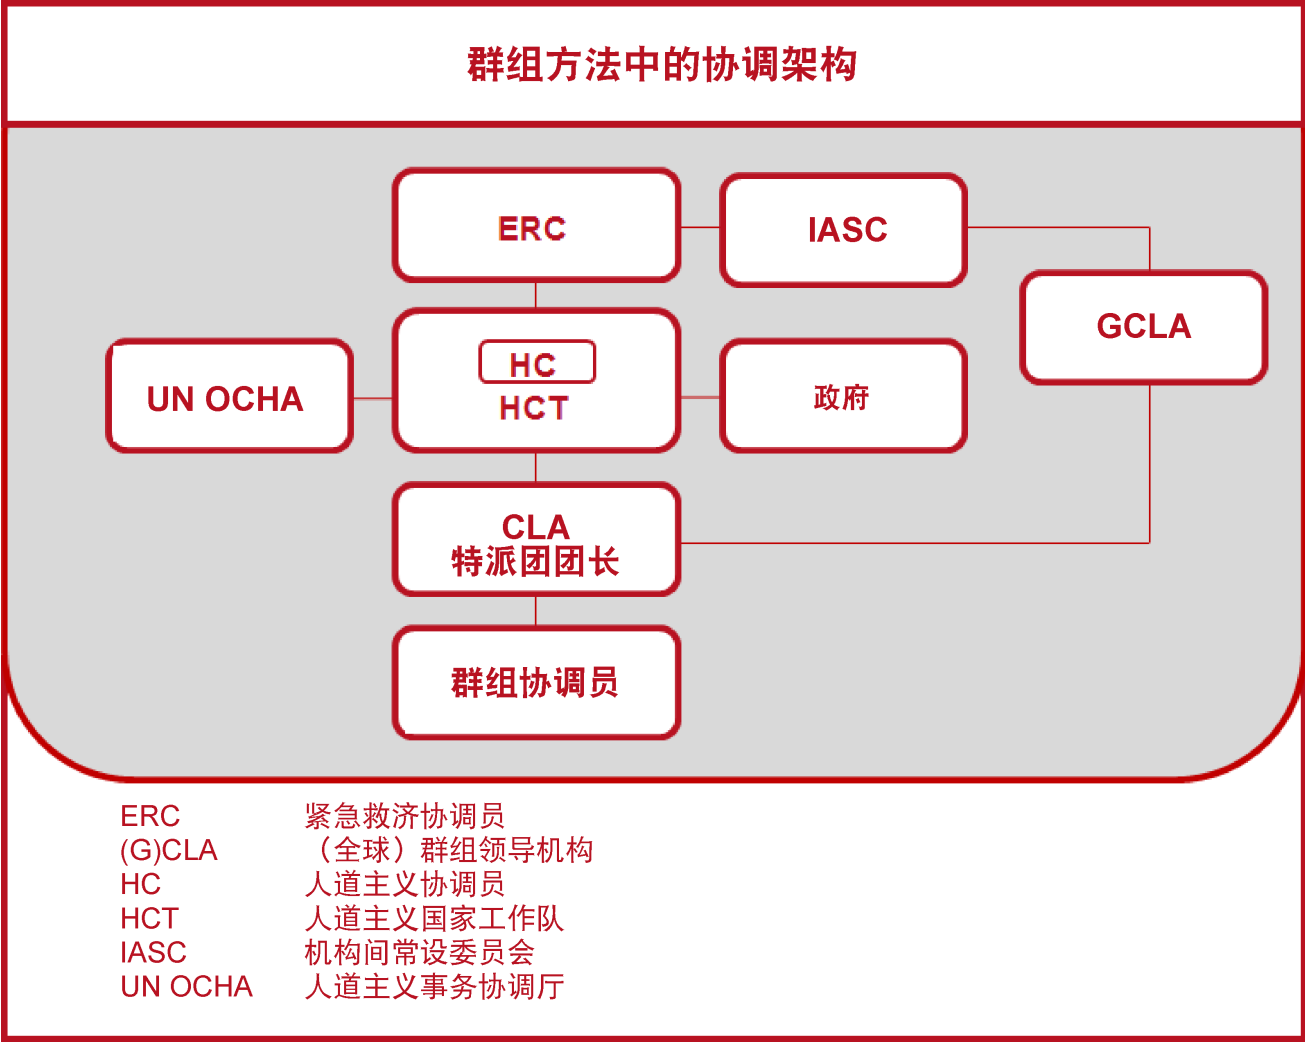 群组方法中的协调架构
ERC
IASC
GCLA
UN OCHA
HC
HCT
政府
CLA
特派团团长
群组协调员
ERC 紧急救济协调员
(G)CLA （全球）群组领导机构
HC 人道主义协调员
HCT 人道主义国家工作队
IASC 机构间常设委员会
UN OCHA 人道主义事务协调厅